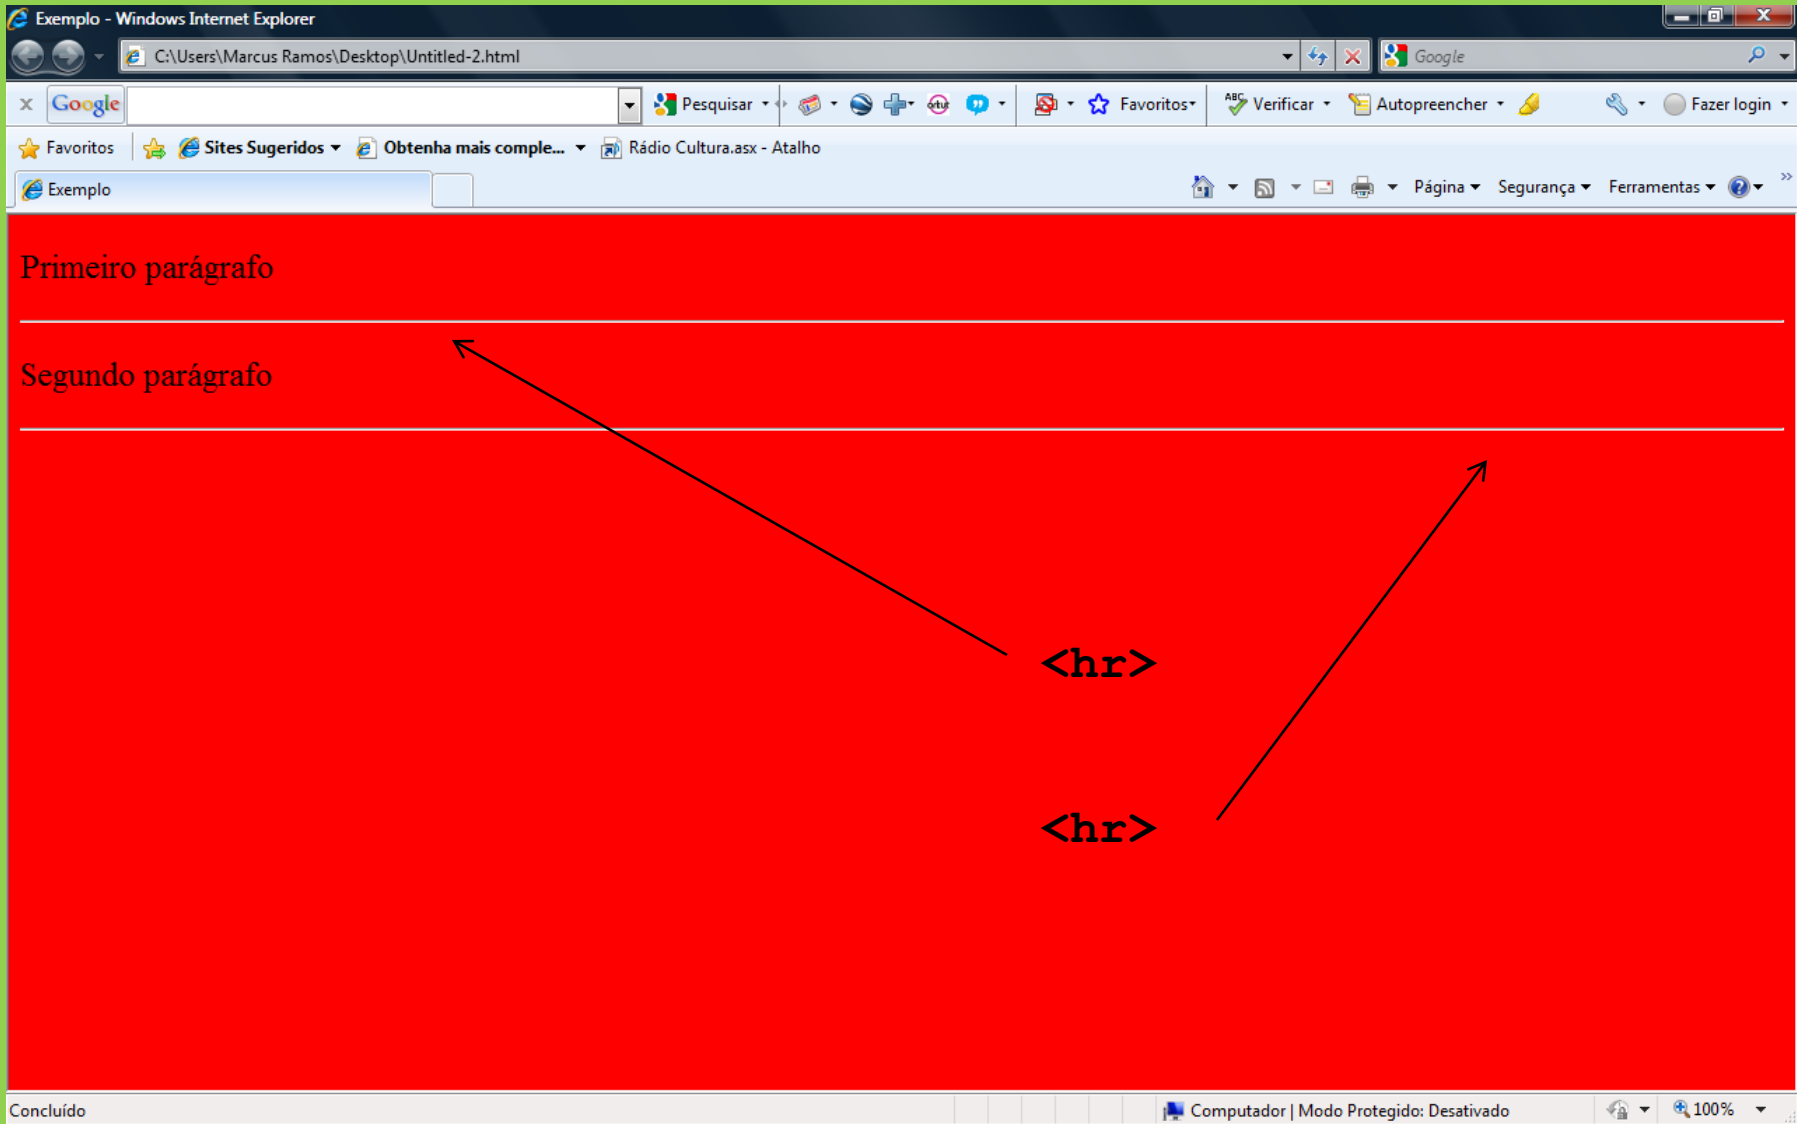 Exemplo - Windows Internet Explorer
C:\Users\Marcus Ramos\Desktop\Untitled-2.html
Google
x Google Pesquisar orkut Favoritos ABC Verificar Autopreencher Fazer login
Favoritos Sites Sugeridos Obtenha mais comple... Rádio Cultura.asx - Atalho
Exemplo Página Segurança Ferramentas »
Primeiro parágrafo
Segundo parágrafo
<hr>
<hr>
Concluído Computador | Modo Protegido: Desativado 100%